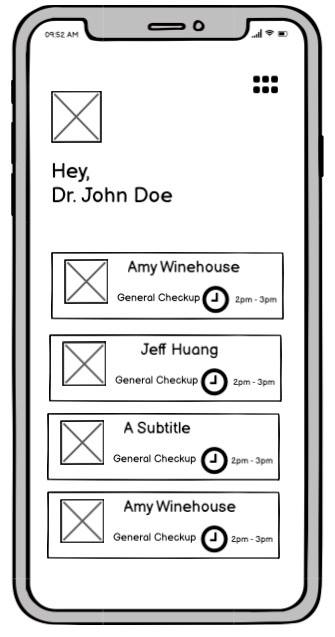 09:52 AM
Hey,
Dr. John Doe
Amy Winehouse
General Checkup 2pm - 3pm
Jeff Huang
General Checkup 2pm - 3pm
A Subtitle
General Checkup 2pm - 3pm
Amy Winehouse
General Checkup 2pm - 3pm